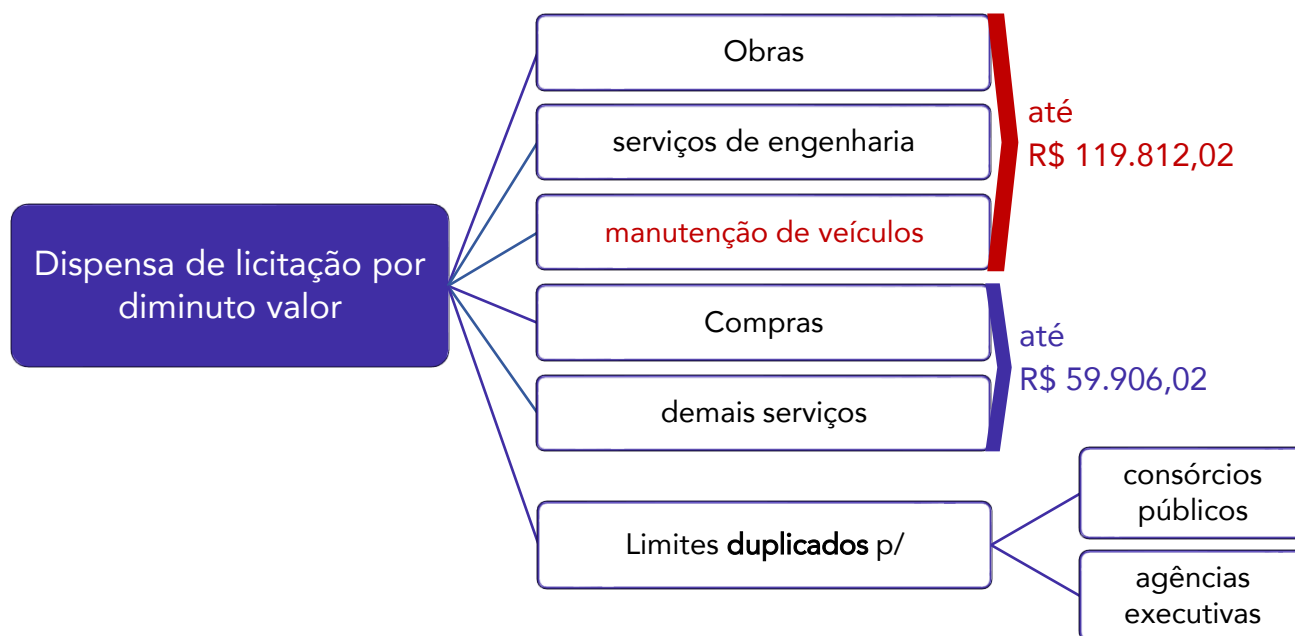 Dispensa de licitação por
diminuto valor
Obras
serviços de engenharia
manutenção de veículos
até
R$ 119.812,02
Compras
demais serviços
até
R$ 59.906,02
Limites duplicados p/
consórcios
públicos
agências
executivas